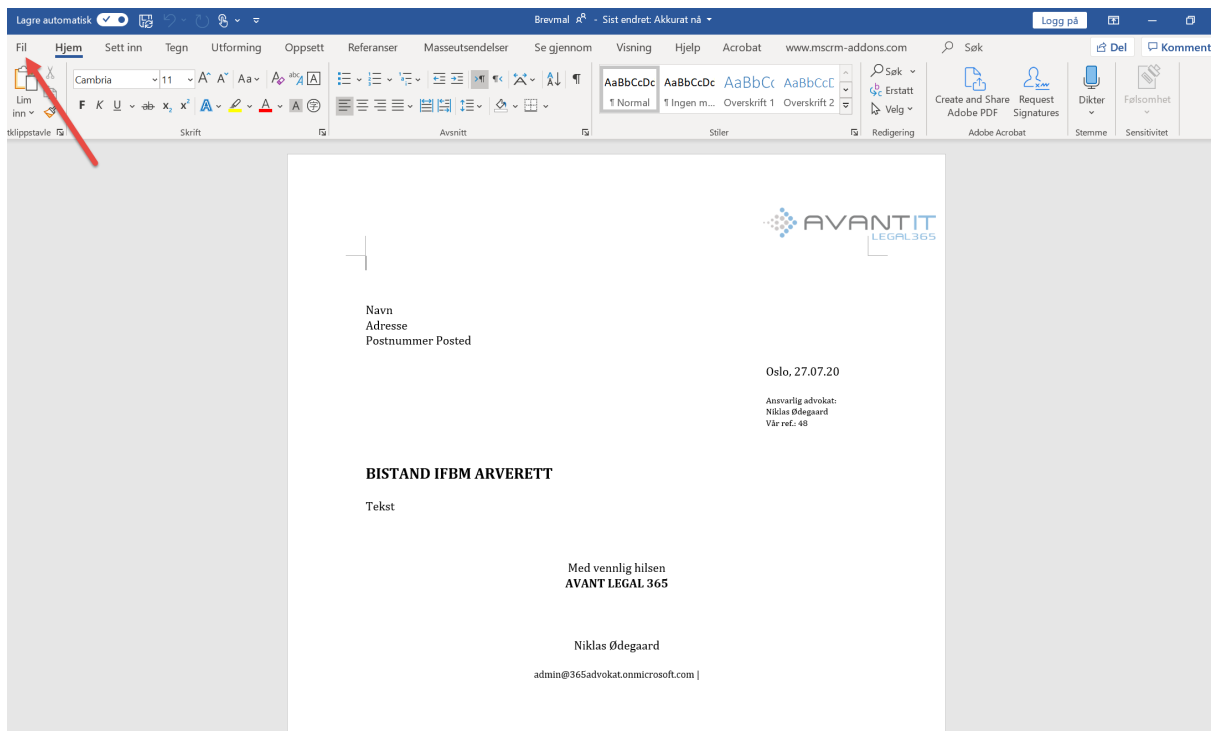 Lagre automatisk Brevmal - Sist endret: Akkurat nå Logg på
Fil Hjem Sett inn Tegn Utforming Oppsett Referanser Masseutsendelser Se gjennom Visning Hjelp Acrobat www.mscrm-addons.com Søk Del Komment
Lim inn
Cambria 11
F K U ab x₂ x²
AaBbCcDc AaBbCcDc AaBbCc AaBbCcD
¶ Normal ¶ Ingen m... Overskrift 1 Overskrift 2
Søk
Erstatt
Velg
Create and Share Adobe PDF
Request Signatures
Dikter
Følsomhet
tklippstavle Skrift Avsnitt Stiler Redigering Adobe Acrobat Stemme Sensitivitet
AVANTIT
LEGAL365
Navn
Adresse
Postnummer Posted
Oslo, 27.07.20
Ansvarlig advokat:
Niklas Ødegaard
Vår ref.: 48
BISTAND IFBM ARVERETT
Tekst
Med vennlig hilsen
AVANT LEGAL 365
Niklas Ødegaard
admin@365advokat.onmicrosoft.com |